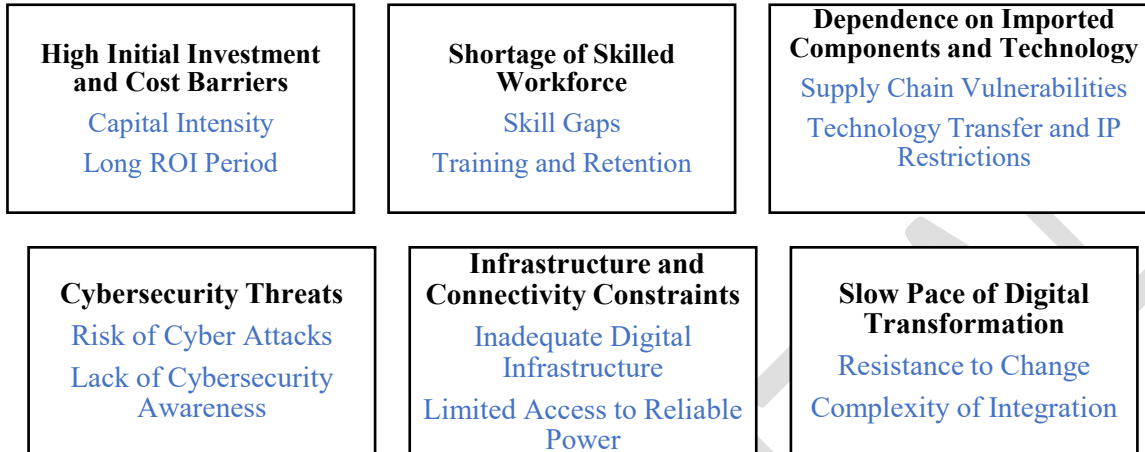 High Initial Investment
and Cost Barriers
Capital Intensity
Long ROI Period
Shortage of Skilled
Workforce
Skill Gaps
Training and Retention
Dependence on Imported
Components and Technology
Supply Chain Vulnerabilities
Technology Transfer and IP
Restrictions
Cybersecurity Threats
Risk of Cyber Attacks
Lack of Cybersecurity
Awareness
Infrastructure and
Connectivity Constraints
Inadequate Digital
Infrastructure
Limited Access to Reliable
Power
Slow Pace of Digital
Transformation
Resistance to Change
Complexity of Integration